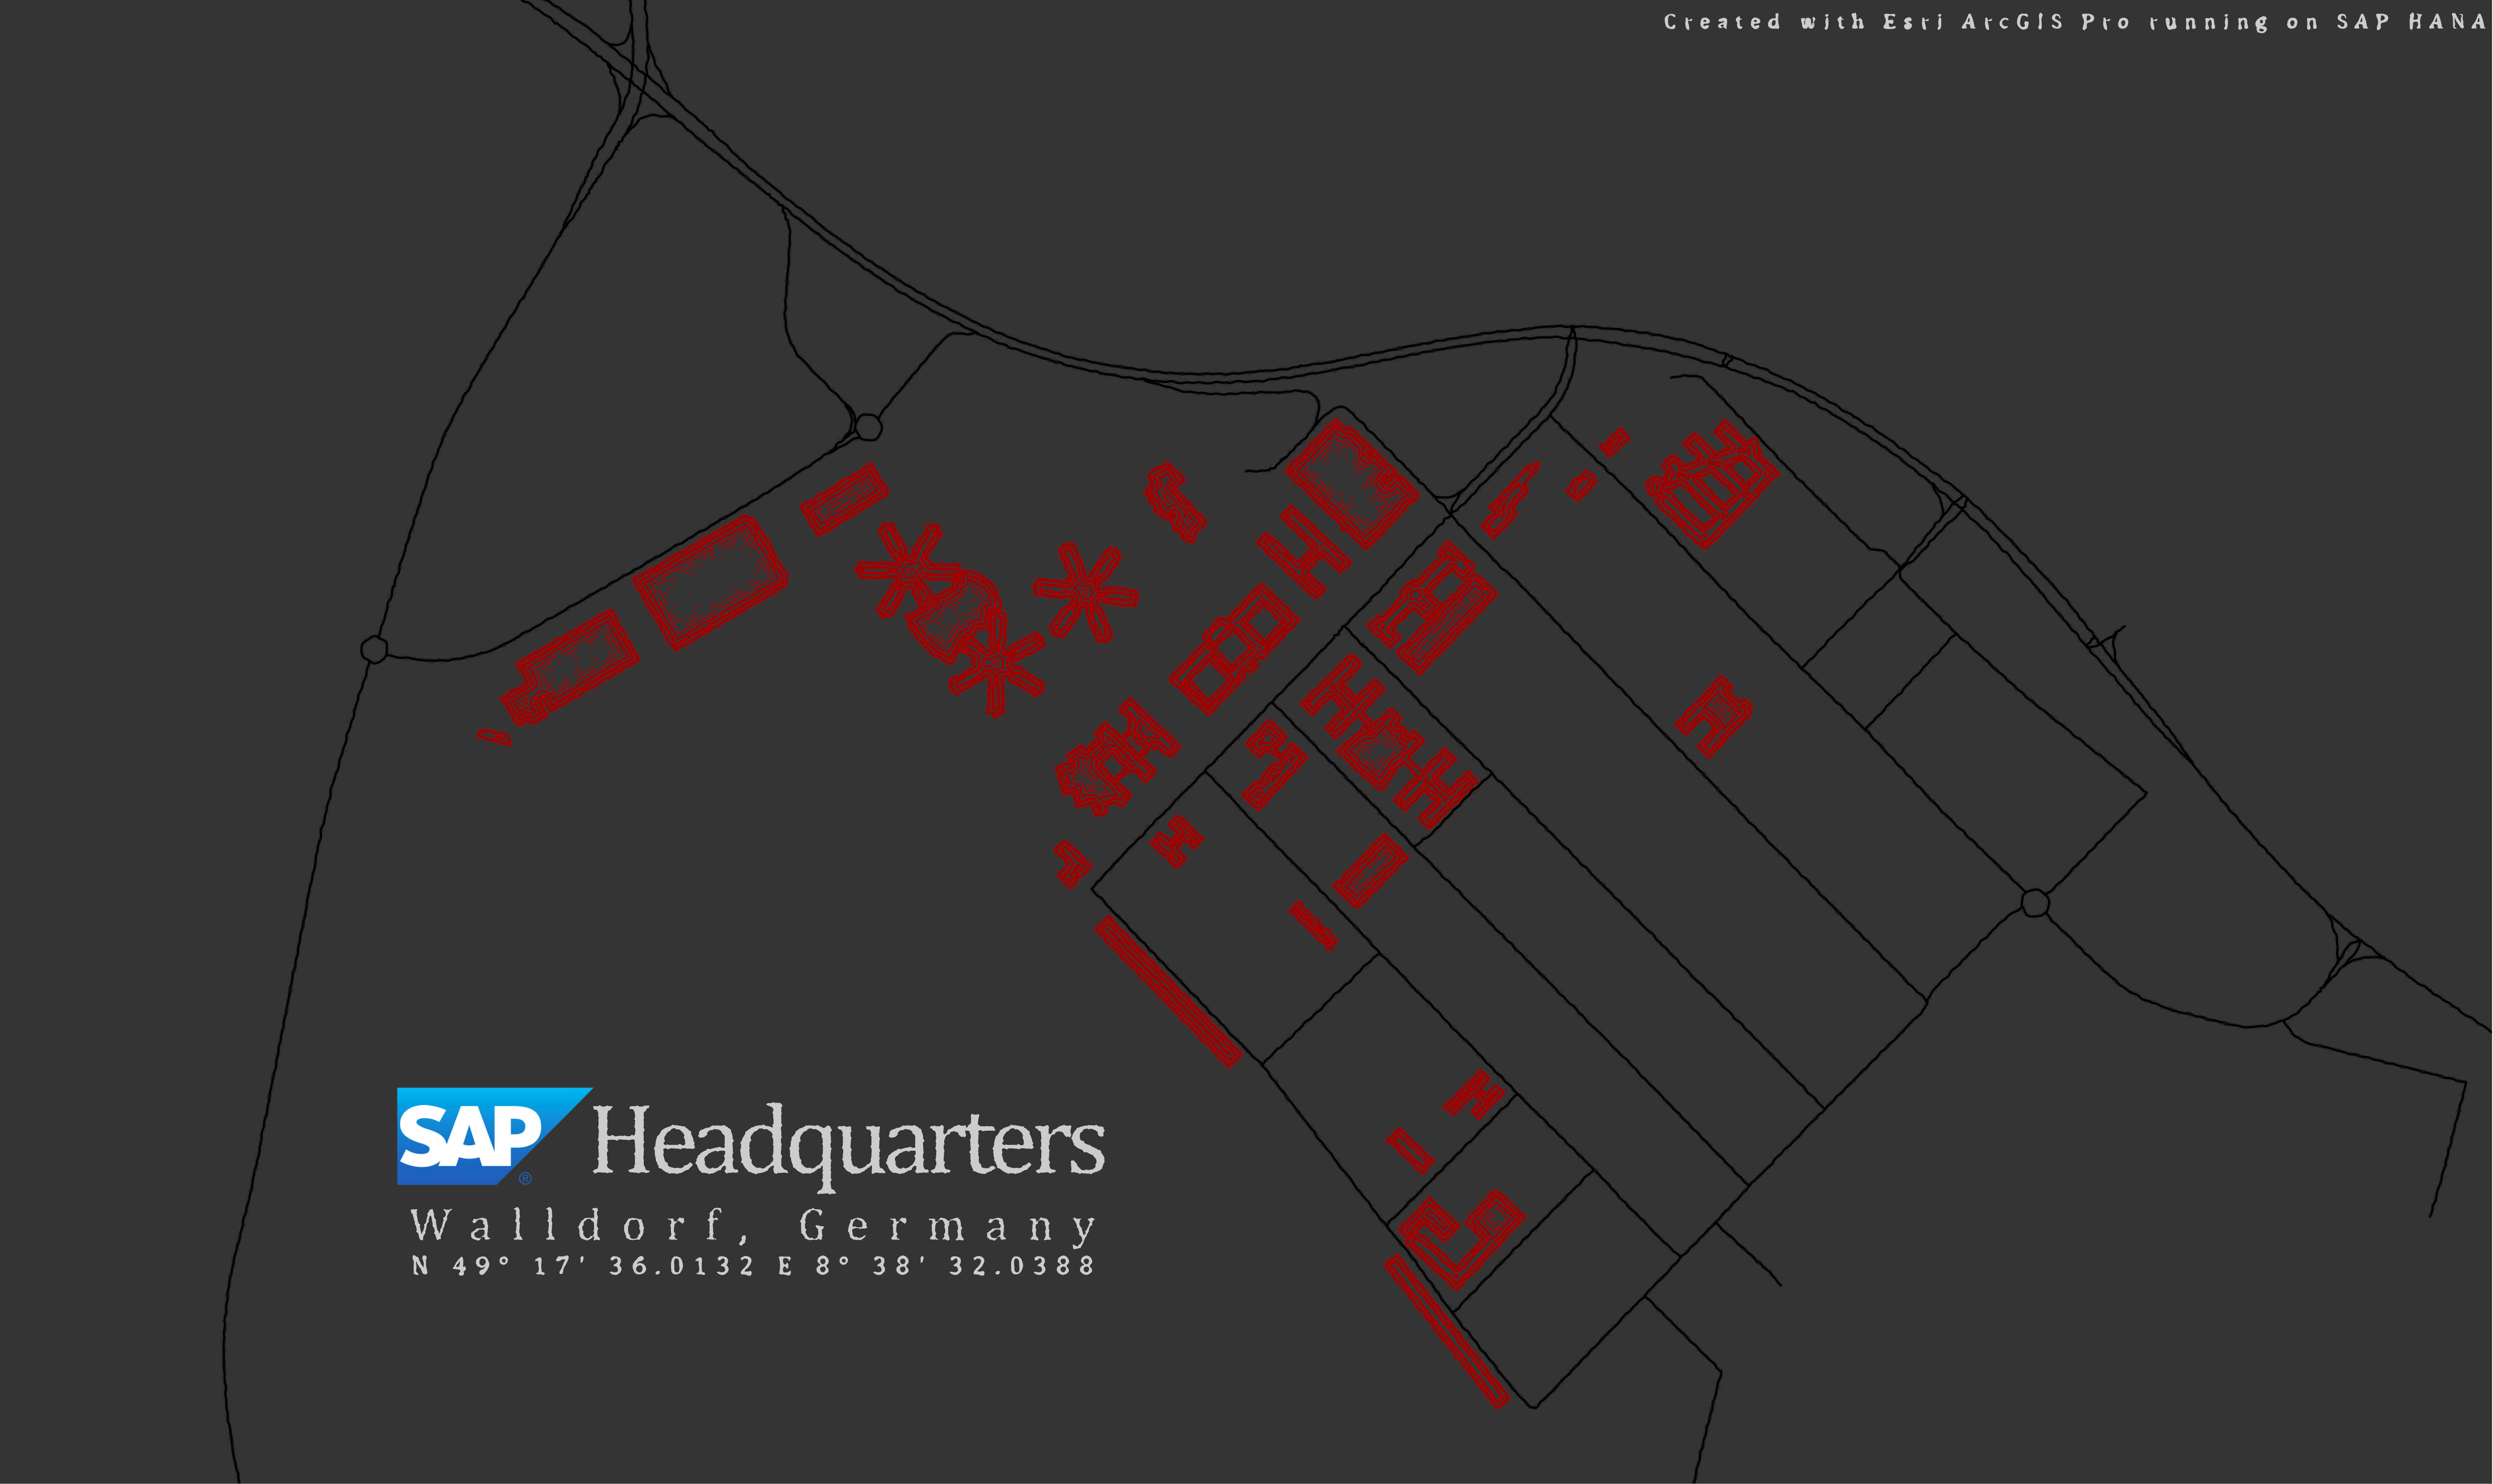 Created with Esri ArcGIS Pro running on SAP HANA
SAP Headquarters
®
Walldorf, Germany
N 49° 17' 36.0132 E 8° 38' 32.0388